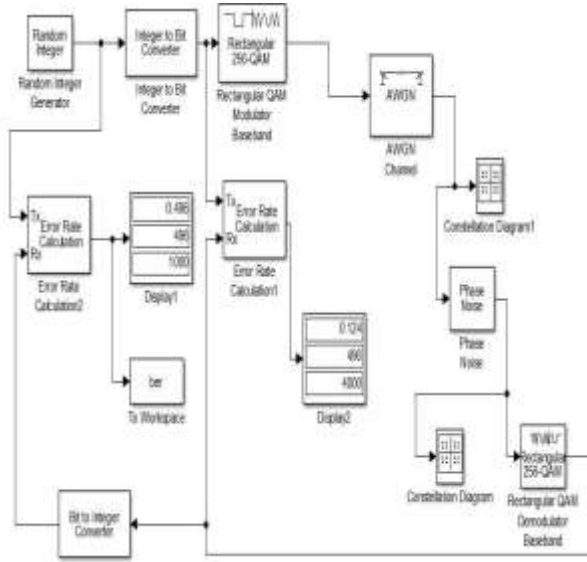 Random
Integer
Random Integer
Generator
Integer to Bit
Converter
Integer to Bit
Converter
Rectangular
256-QAM
Rectangular QAM
Modulator
Baseband
AWGN
AWGN
Channel
Constellation Diagram1
Tx
Rx
Error Rate
Calculation
Error Rate
Calculation2
0.496
496
1000
Display1
Tx
Rx
Error Rate
Calculation
Error Rate
Calculation1
Phase
Noise
Phase
Noise
0.124
496
4000
Display2
ber
To Workspace
Constellation Diagram
Rectangular
256-QAM
Rectangular QAM
Demodulator
Baseband
Bit to Integer
Converter